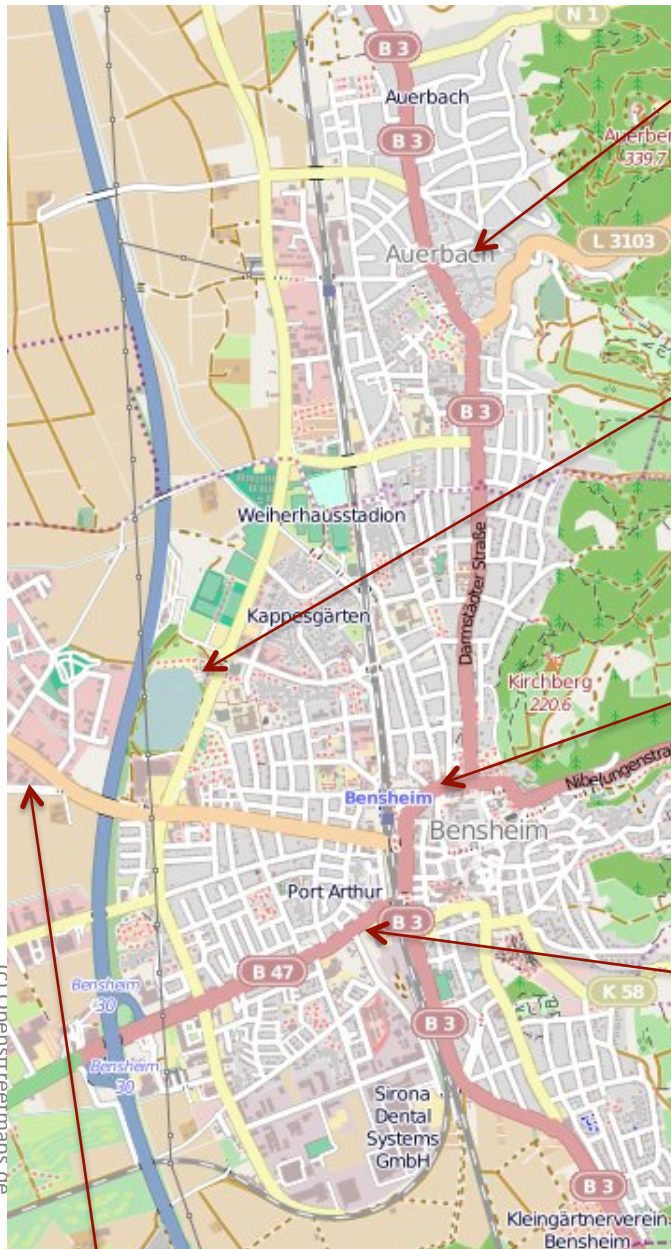 N 1
B 3
Auerbach
B 3
Auerber
339.7
L 3103
Auerbach
B 3
Weiherhausstadion
Darmstädter Straße
Kappesgärten
Kirchberg
220.6
Nibelungenstra
Bensheim
Bensheim
Port Arthur
B 3
B 47
K 58
Bensheim
30
B 3
Bensheim
30
Sirona
Dental
Systems
GmbH
B 3
Kleingärtnerverein
Bensheim